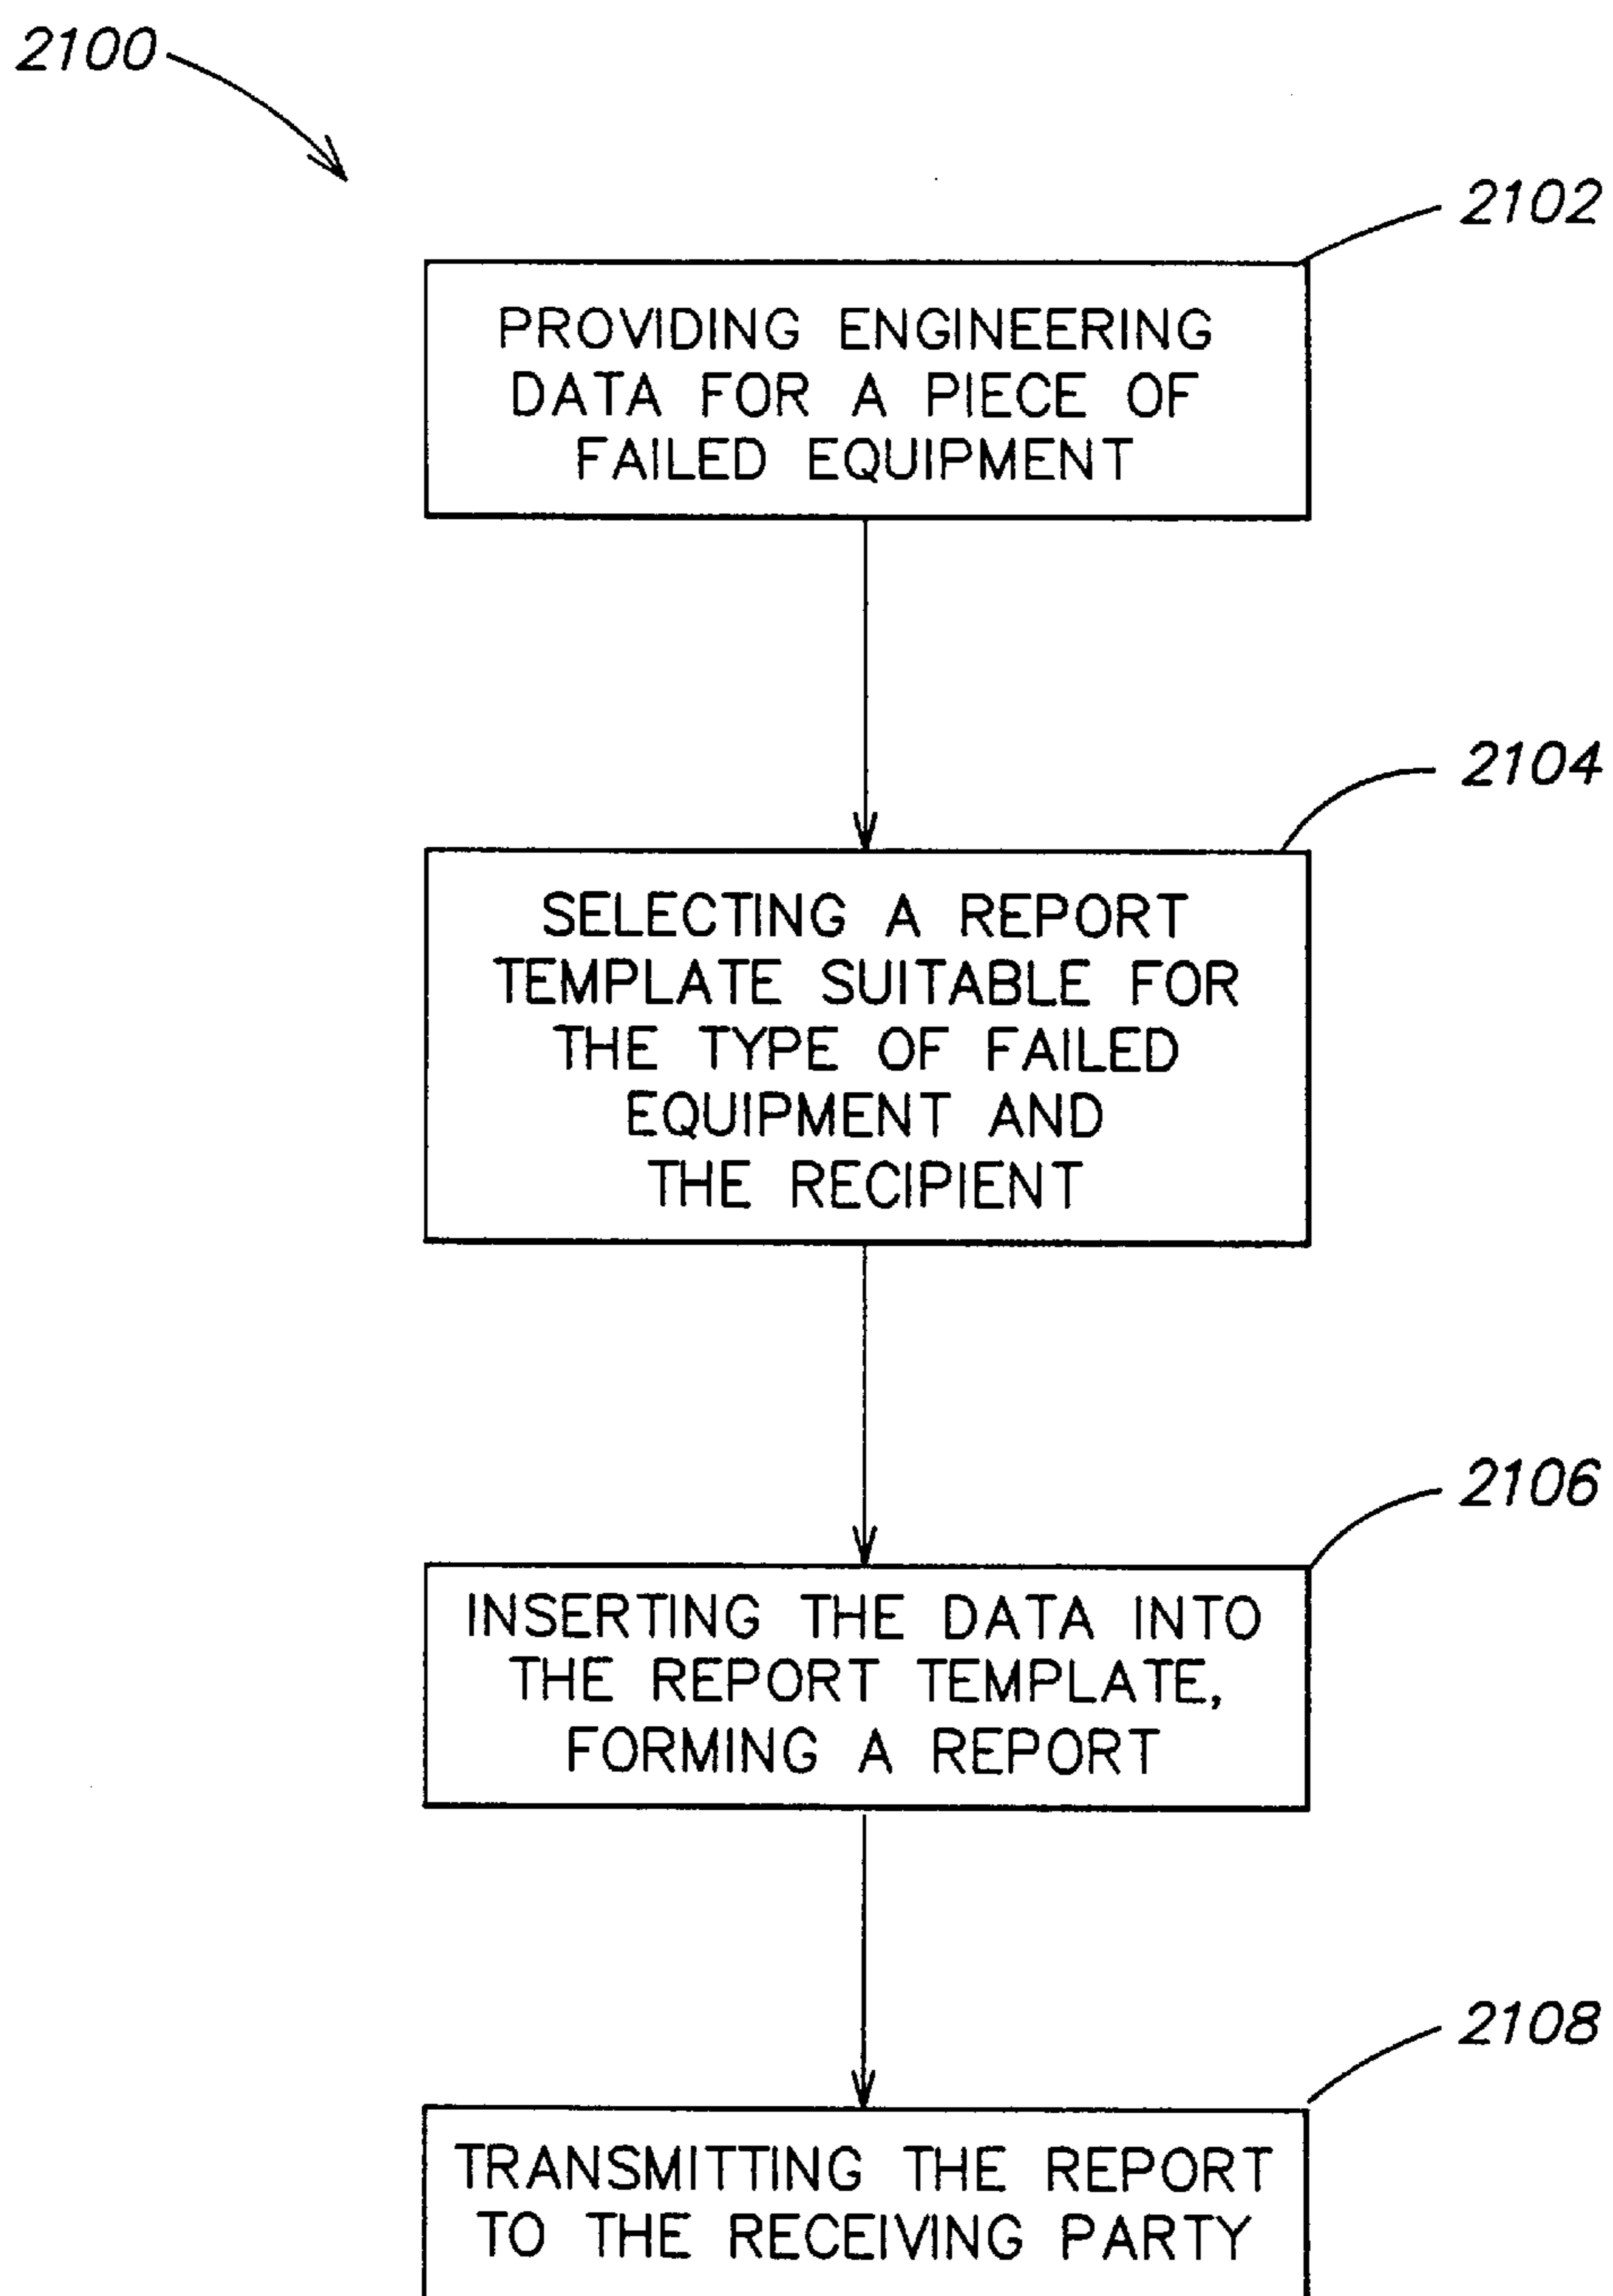 2100
2102
PROVIDING ENGINEERING
DATA FOR A PIECE OF
FAILED EQUIPMENT
2104
SELECTING A REPORT
TEMPLATE SUITABLE FOR
THE TYPE OF FAILED
EQUIPMENT AND
THE RECIPIENT
2106
INSERTING THE DATA INTO
THE REPORT TEMPLATE,
FORMING A REPORT
2108
TRANSMITTING THE REPORT
TO THE RECEIVING PARTY